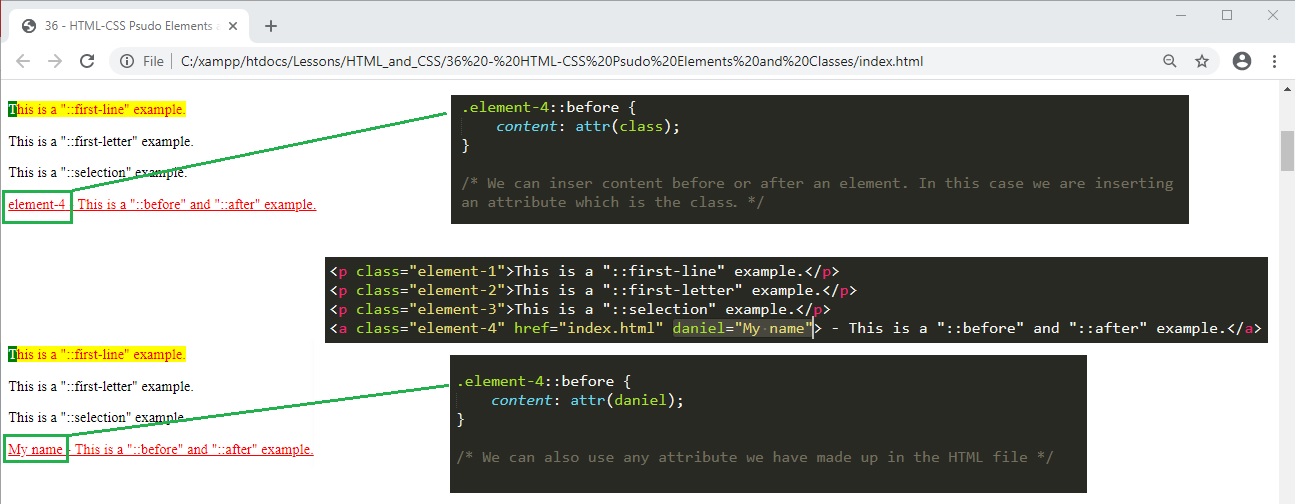 36 - HTML-CSS Psudo Elements a
File | C:/xampp/htdocs/Lessons/HTML_and_CSS/36%20-%20HTML-CSS%20Psudo%20Elements%20and%20Classes/index.html
This is a "::first-line" example.
This is a "::first-letter" example.
This is a "::selection" example.
element-4 - This is a "::before" and "::after" example.
.element-4::before {
content: attr(class);
}
/* We can inser content before or after an element. In this case we are inserting
an attribute which is the class. */
<p class="element-1">This is a "::first-line" example.</p>
<p class="element-2">This is a "::first-letter" example.</p>
<p class="element-3">This is a "::selection" example.</p>
<a class="element-4" href="index.html" daniel="My name"> - This is a "::before" and "::after" example.</a>
This is a "::first-line" example.
This is a "::first-letter" example.
This is a "::selection" example.
My name - This is a "::before" and "::after" example.
.element-4::before {
content: attr(daniel);
}
/* We can also use any attribute we have made up in the HTML file */